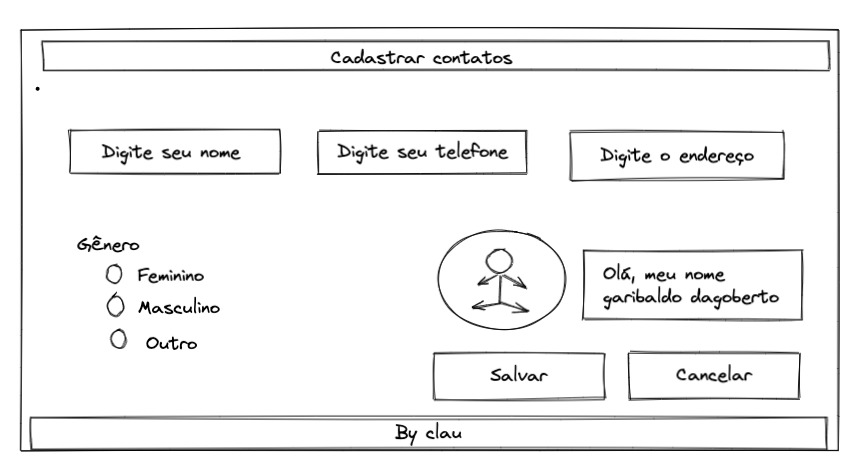 Cadastrar contatos
Digite seu nome
Digite seu telefone
Digite o endereço
Gênero
Feminino
Masculino
Outro
Olá, meu nome
garibaldo dagoberto
Salvar
Cancelar
By clau